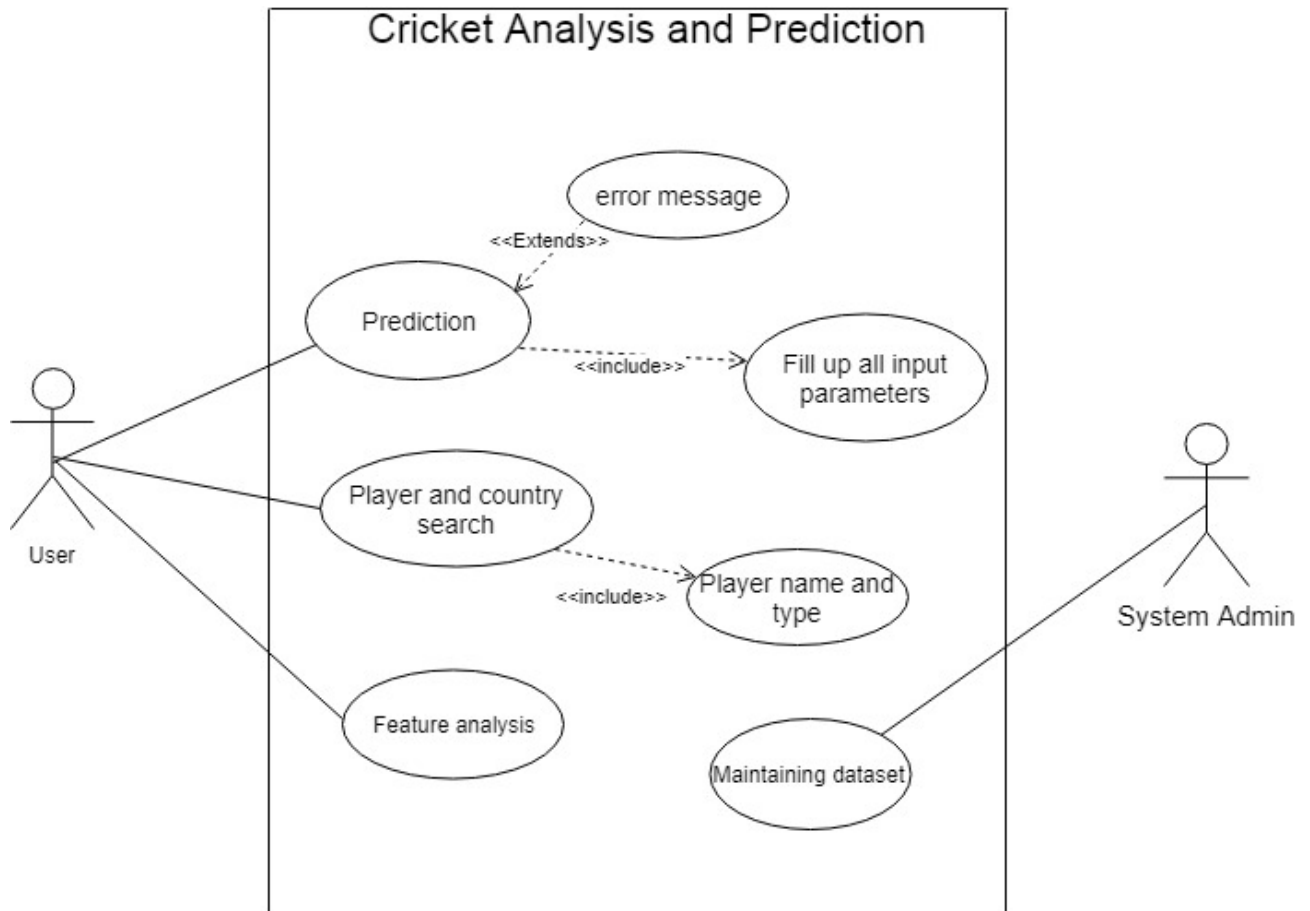 Cricket Analysis and Prediction
error message
<<Extends>>
Prediction
<<include>>
Fill up all input
parameters
Player and country
search
User
<<include>>
Player name and
type
System Admin
Feature analysis
Maintaining dataset